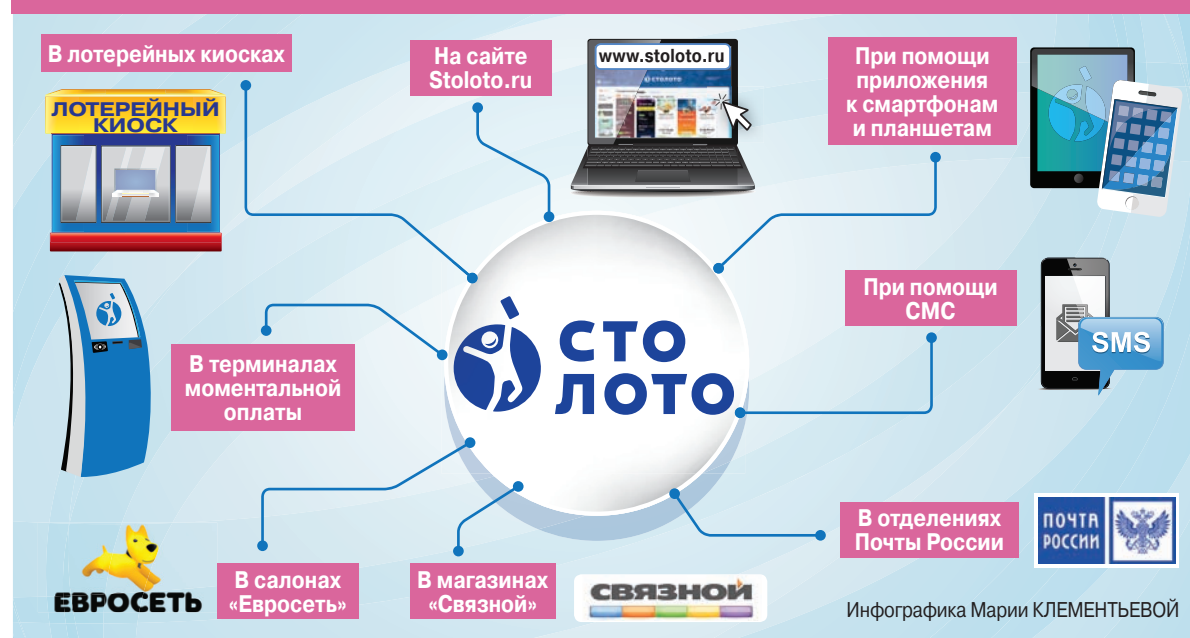 В лотерейных киосках
ЛОТЕРЕЙНЫЙ
КИОСК
На сайте
Stoloto.ru
www.stoloto.ru
СТОЛОТО
При помощи
приложения
к смартфонам
и планшетам
При помощи
СМС
SMS
СТО
ЛОТО
В терминалах
моментальной
оплаты
ЕВРОСЕТЬ
В салонах
«Евросеть»
В магазинах
«Связной»
СВЯЗНОЙ
В отделениях
Почты России
ПОЧТА
РОССИИ
Инфографика Марии КЛЕМЕНТЬЕВОЙ